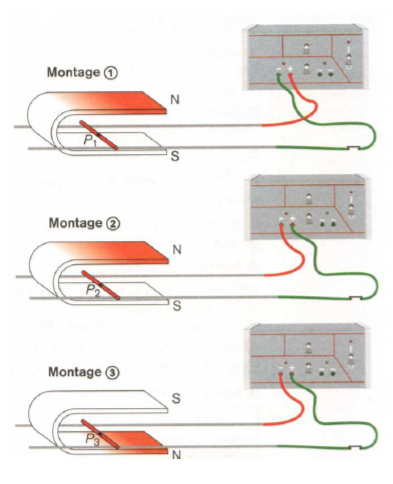 Montage ①
N
P1
S
Montage ②
N
P2
S
Montage ③
S
P3
N